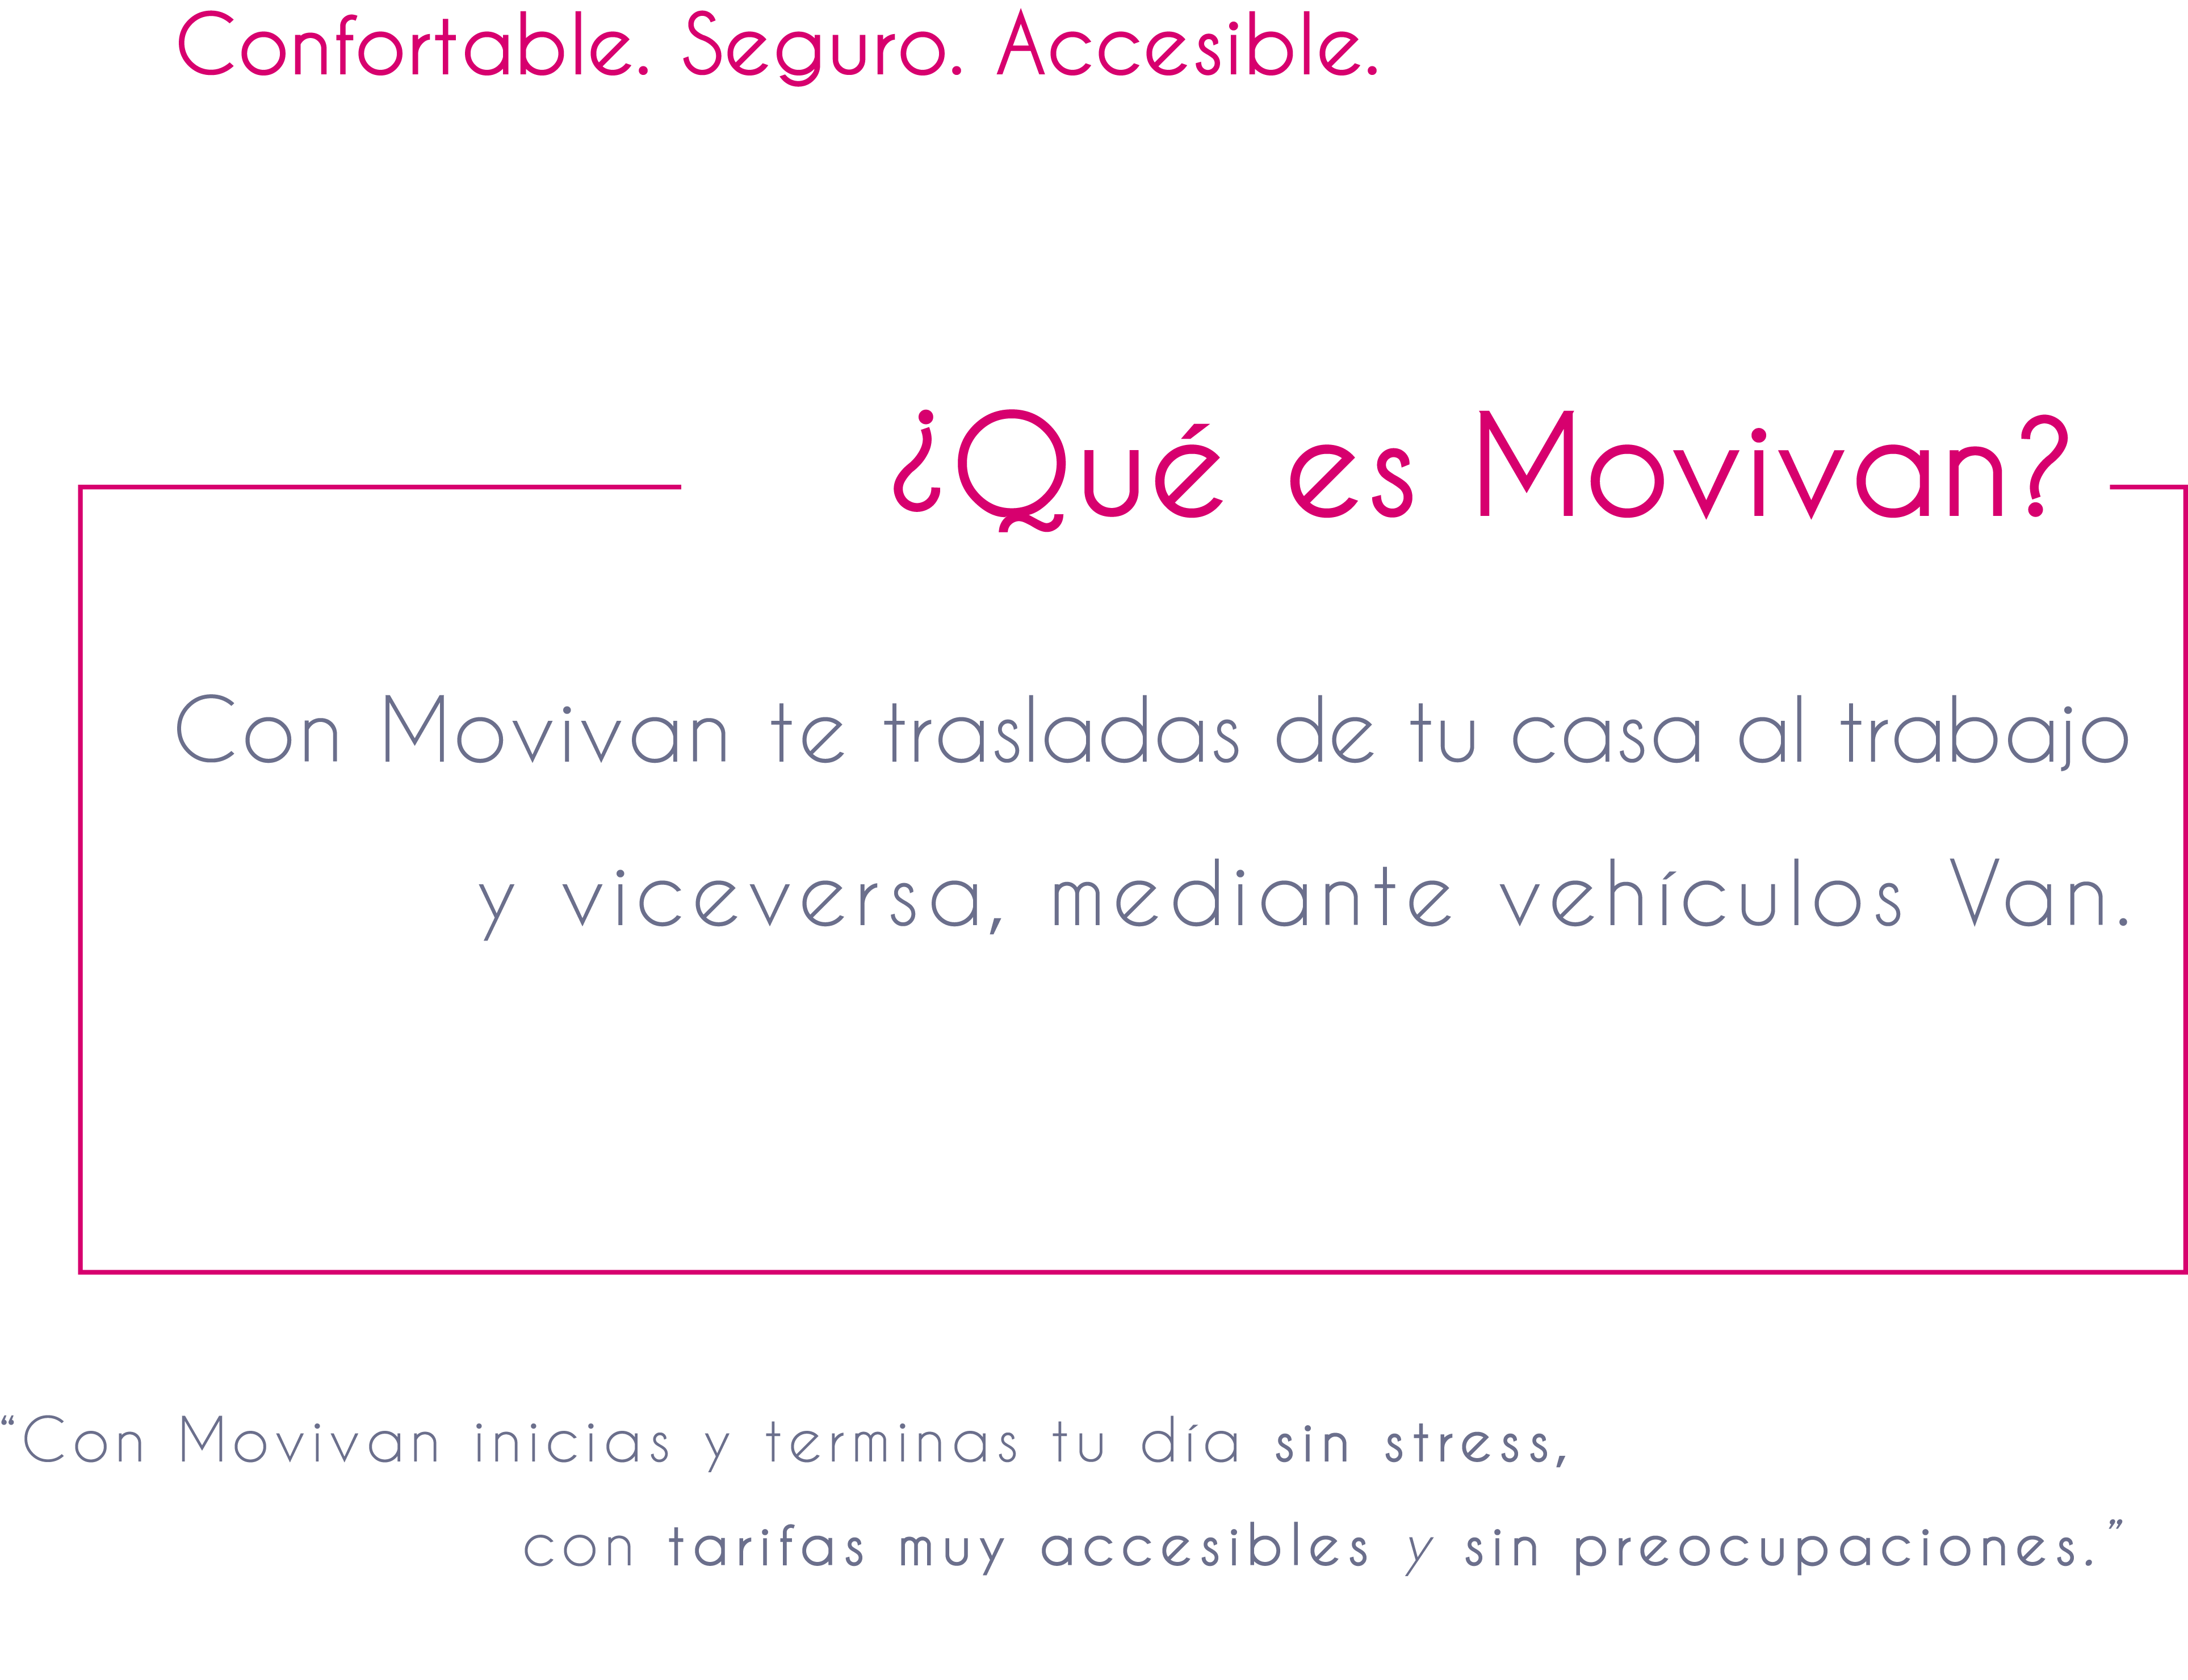 Confortable. Seguro. Accesible.
¿Qué es Movivan?
Con Movivan te trasladas de tu casa al trabajo
y viceversa, mediante vehículos Van.
“Con Movivan inicias y terminas tu día sin stress,
con tarifas muy accesibles y sin preocupaciones.”